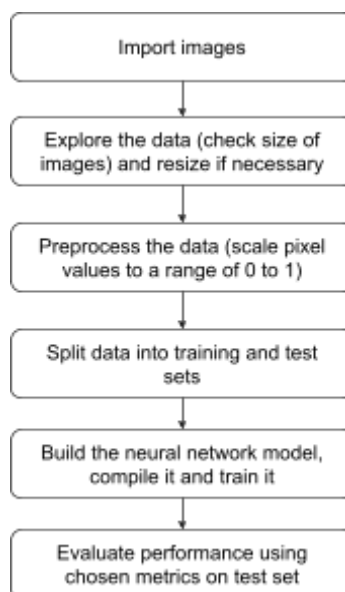 Import images
Explore the data (check size of
images) and resize if necessary
Preprocess the data (scale pixel
values to a range of 0 to 1)
Split data into training and test
sets
Build the neural network model,
compile it and train it
Evaluate performance using
chosen metrics on test set